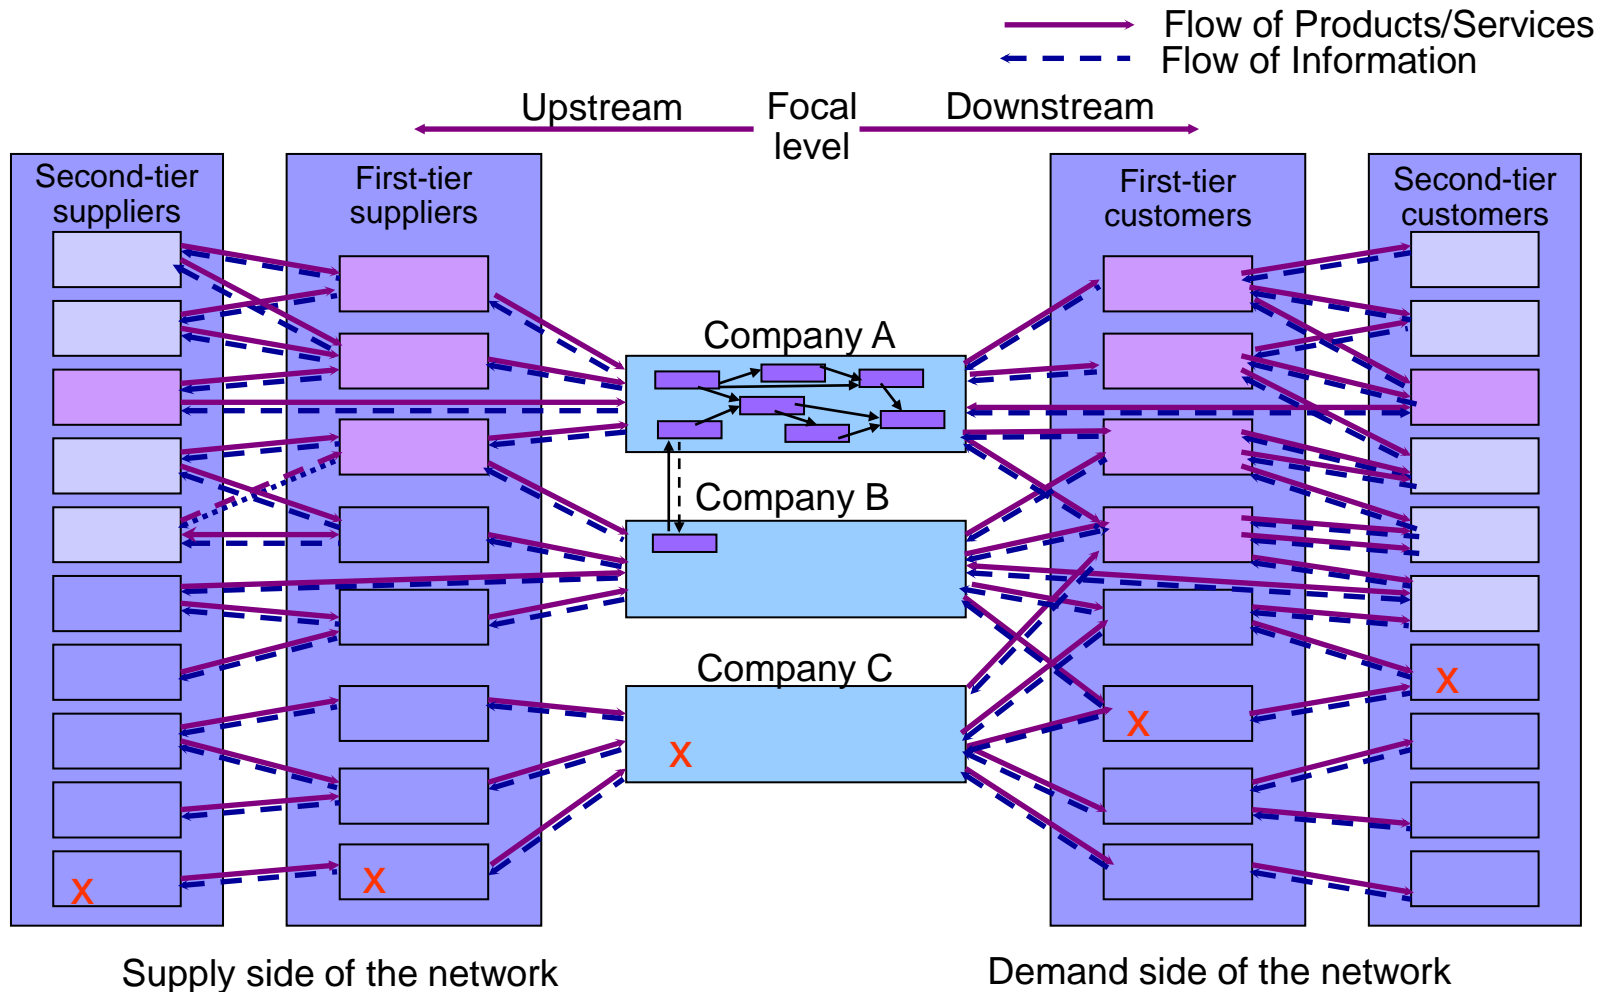 Flow of Products/Services
Flow of Information
Upstream
Focal
level
Downstream
Second-tier
suppliers
First-tier
suppliers
First-tier
customers
Second-tier
customers
Company A
Company B
Company C
X
X
X
X
X
Supply side of the network
Demand side of the network